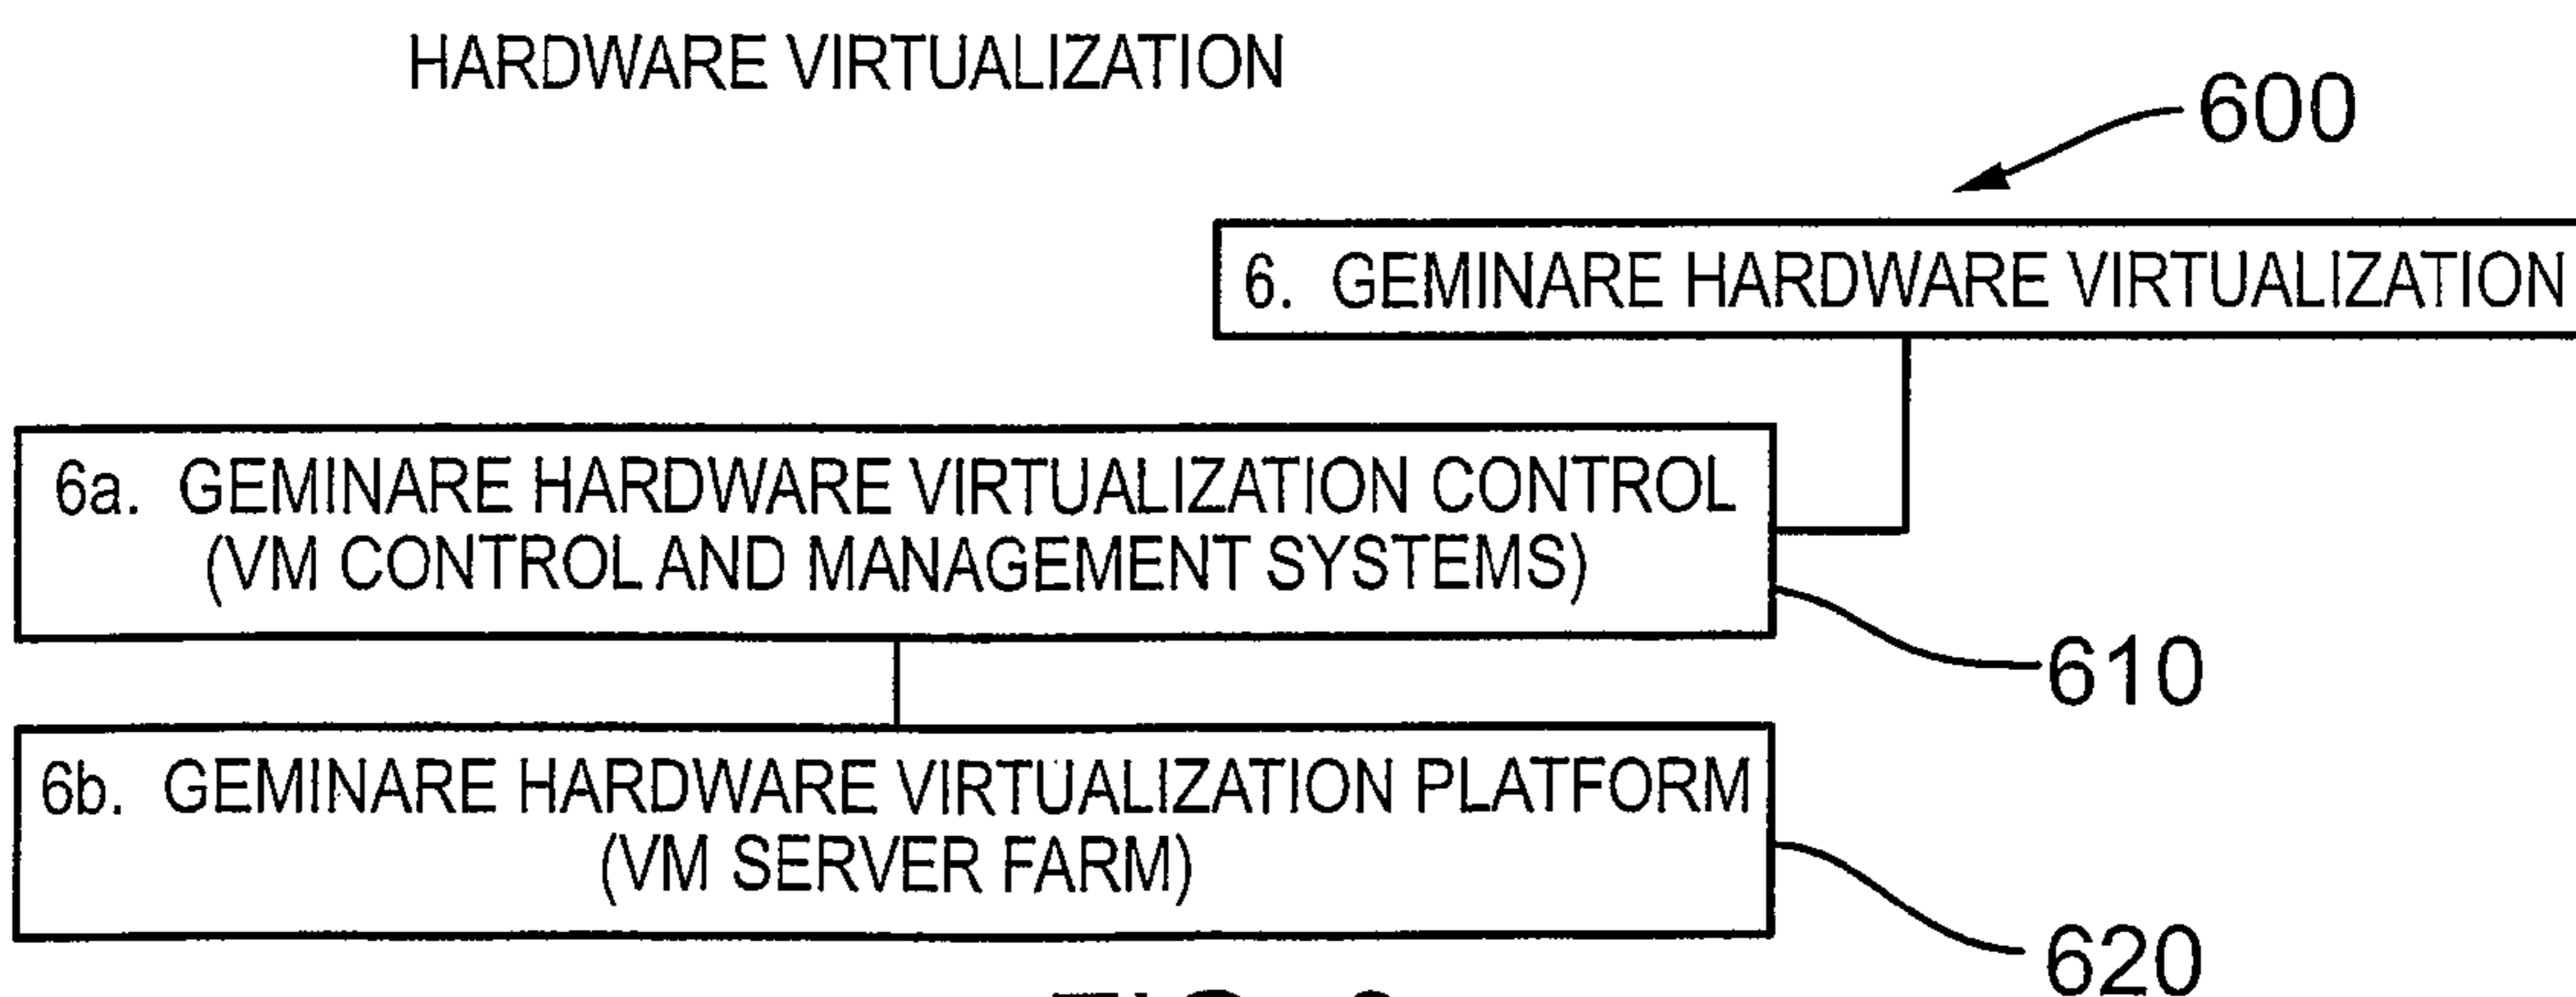 HARDWARE VIRTUALIZATION
600
6. GEMINARE HARDWARE VIRTUALIZATION
6a. GEMINARE HARDWARE VIRTUALIZATION CONTROL
(VM CONTROL AND MANAGEMENT SYSTEMS)
610
6b. GEMINARE HARDWARE VIRTUALIZATION PLATFORM
(VM SERVER FARM)
620